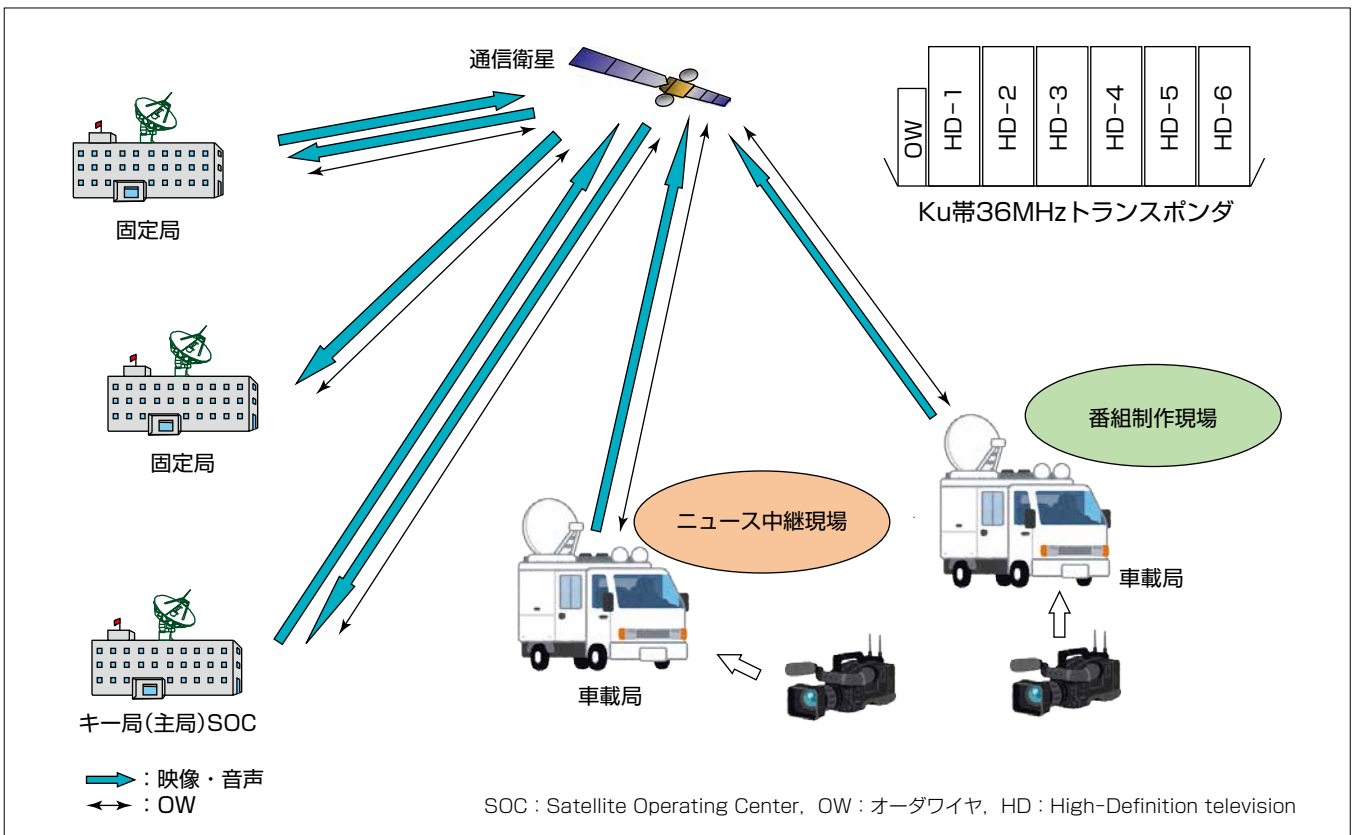 通信衛星
OW
HD-1
HD-2
HD-3
HD-4
HD-5
HD-6
Ku帯36MHzトランスポンダ
固定局
固定局
番組制作現場
ニュース中継現場
車載局
車載局
キー局(主局)SOC
:映像・音声
:OW
SOC:Satellite Operating Center, OW:オーダワイヤ, HD:High-Definition television